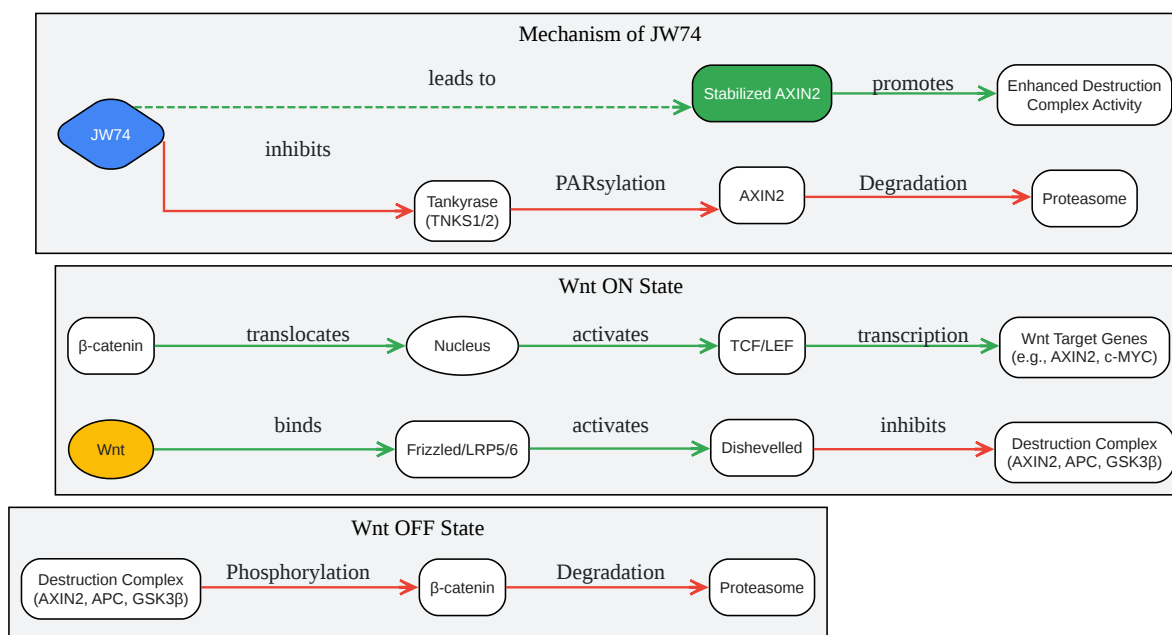 Mechanism of JW74
leads to
Stabilized AXIN2
promotes
Enhanced Destruction
Complex Activity
JW74
inhibits
Tankyrase
(TNKS1/2)
PARsylation
AXIN2
Degradation
Proteasome
Wnt ON State
β-catenin
translocates
Nucleus
activates
TCF/LEF
transcription
Wnt Target Genes
(e.g., AXIN2, c-MYC)
Wnt
binds
Frizzled/LRP5/6
activates
Dishevelled
inhibits
Destruction Complex
(AXIN2, APC, GSK3β)
Wnt OFF State
Destruction Complex
(AXIN2, APC, GSK3β)
Phosphorylation
β-catenin
Degradation
Proteasome